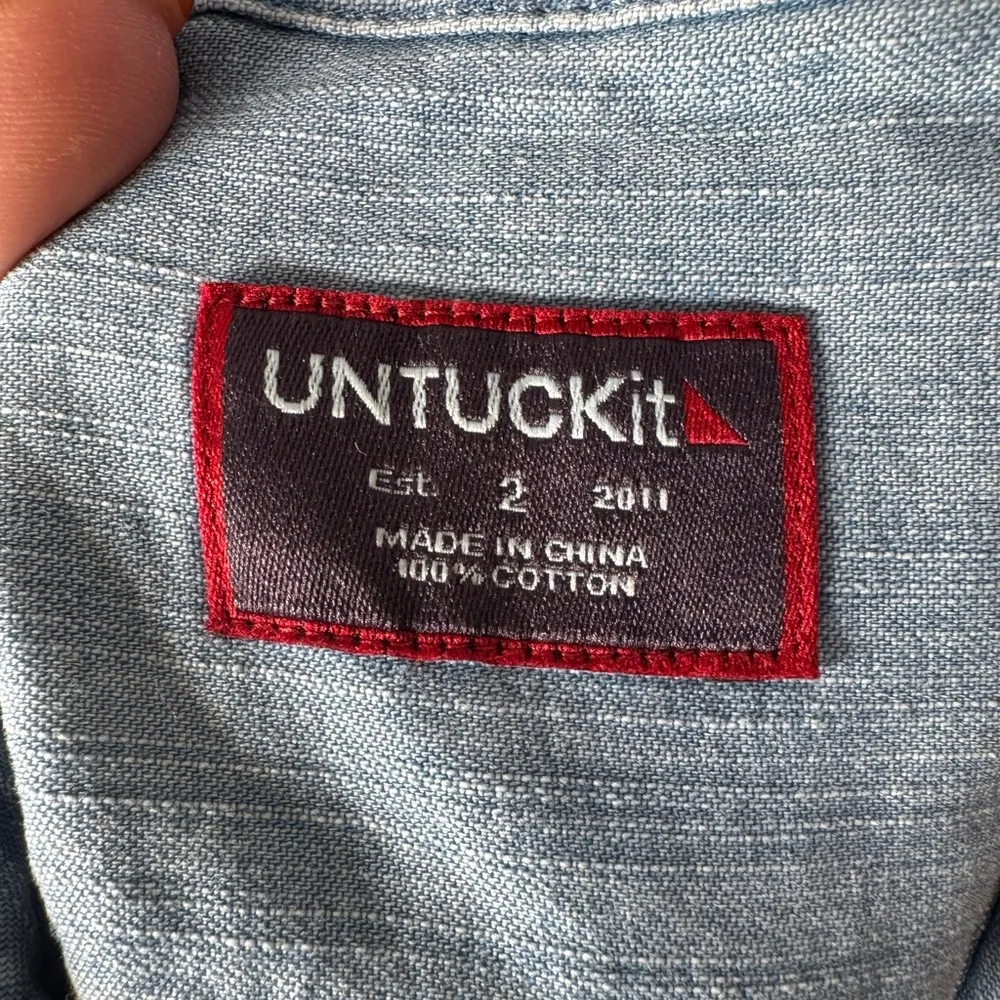 UNTUCKit
Est. 2 2011
MADE IN CHINA
100% COTTON